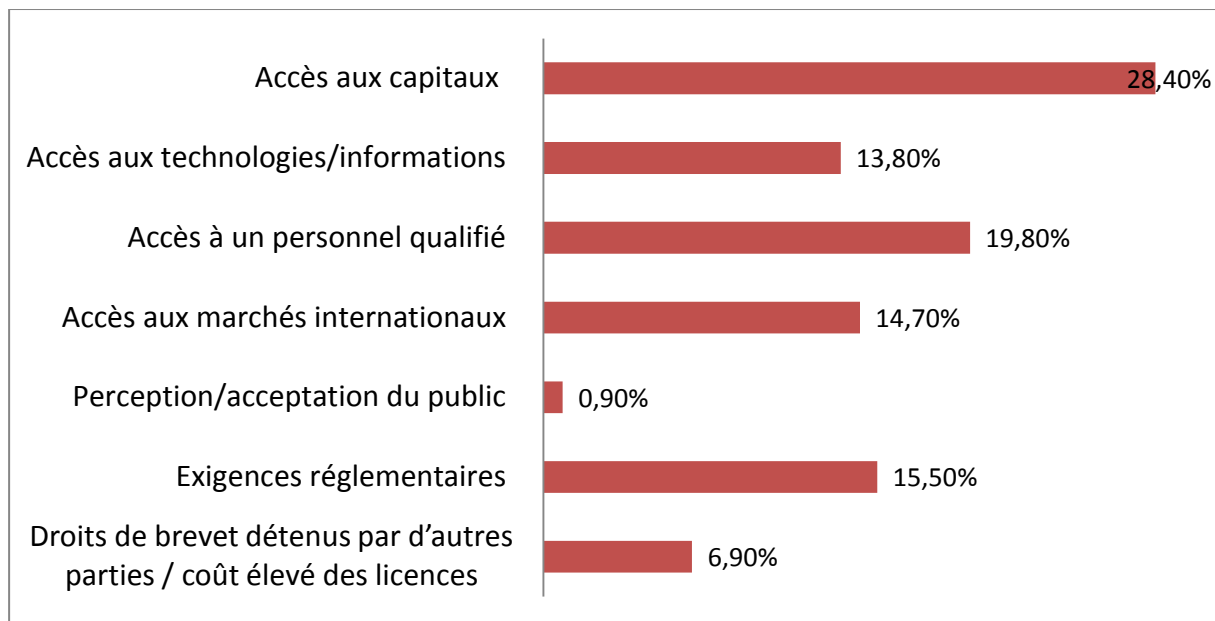 Accès aux capitaux
28,40%
Accès aux technologies/informations
13,80%
Accès à un personnel qualifié
19,80%
Accès aux marchés internationaux
14,70%
Perception/acceptation du public
0,90%
Exigences réglementaires
15,50%
Droits de brevet détenus par d’autres
parties / coût élevé des licences
6,90%